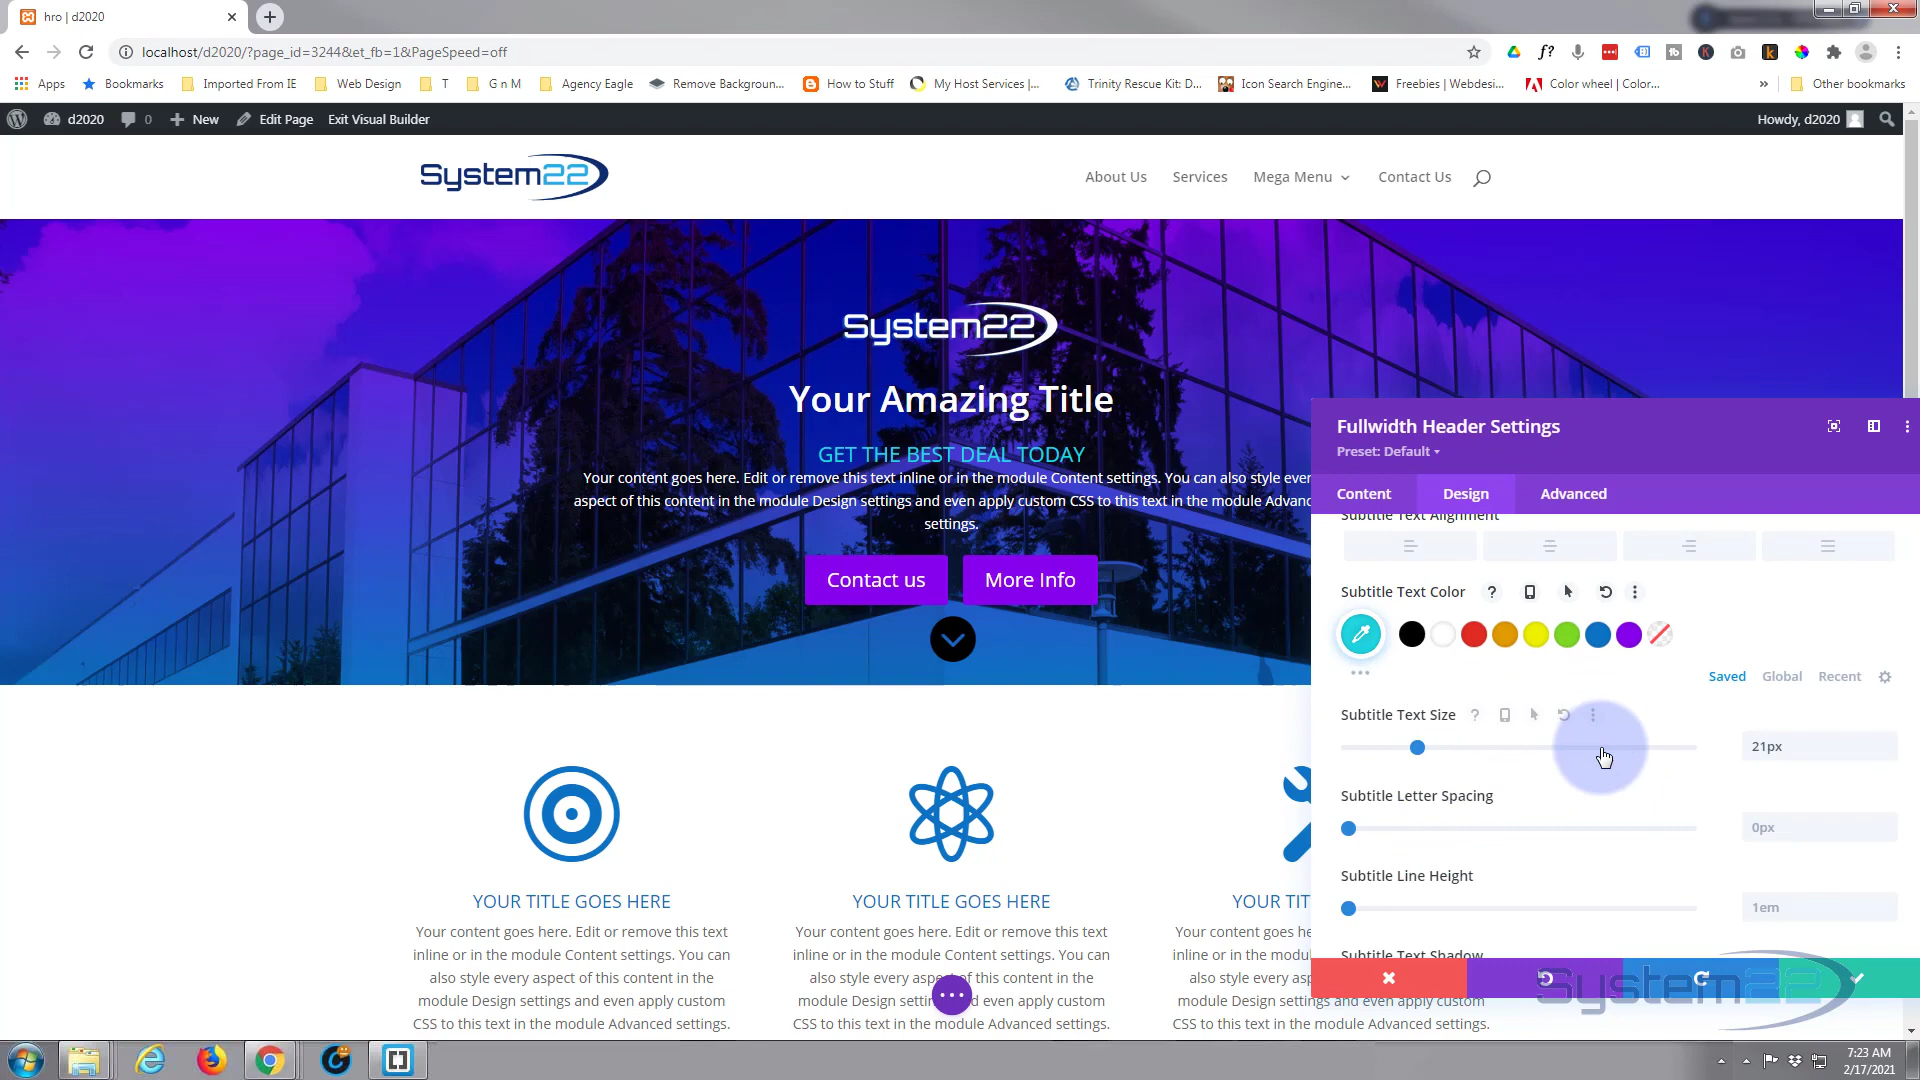 hro | d2020
localhost/d2020/?page_id=3244&et_fb=1&PageSpeed=off
Apps Bookmarks Imported From IE Web Design T G n M Agency Eagle Remove Backgroun... How to Stuff My Host Services |... Trinity Rescue Kit: D... Icon Search Engine... Freebies | Webdesi... Color wheel | Color... » Other bookmarks
d2020 0 New Edit Page Exit Visual Builder Howdy, d2020
System22
About Us Services Mega Menu Contact Us
System22
Your Amazing Title
GET THE BEST DEAL TODAY
Your content goes here. Edit or remove this text inline or in the module Content settings. You can also style every
aspect of this content in the module Design settings and even apply custom CSS to this text in the module Advanced
settings.
Contact us More Info
Fullwidth Header Settings
Preset: Default
Content Design Advanced
Subtitle Text Alignment
Subtitle Text Color
Saved Global Recent
Subtitle Text Size
21px
Subtitle Letter Spacing
0px
Subtitle Line Height
1em
Subtitle Text Shadow
System22
YOUR TITLE GOES HERE
Your content goes here. Edit or remove this text
inline or in the module Content settings. You can
also style every aspect of this content in the
module Design settings and even apply custom
CSS to this text in the module Advanced settings.
YOUR TITLE GOES HERE
Your content goes here. Edit or remove this text
inline or in the module Content settings. You can
also style every aspect of this content in the
module Design settings and even apply custom
CSS to this text in the module Advanced settings.
YOUR TIT
Your content goes he
inline or in the modu
also style every as
module Design settings and even apply custom
CSS to this text in the module Advanced settings.
7:23 AM
2/17/2021